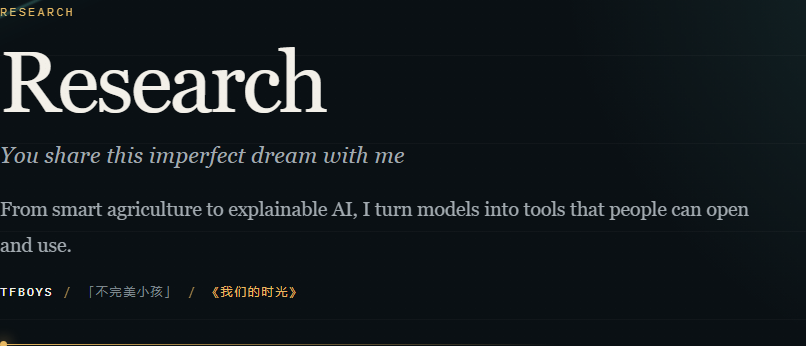 RESEARCH
Research
You share this imperfect dream with me
From smart agriculture to explainable AI, I turn models into tools that people can open
and use.
TFBOYS / 「不完美小孩」 / 《我们的时光》